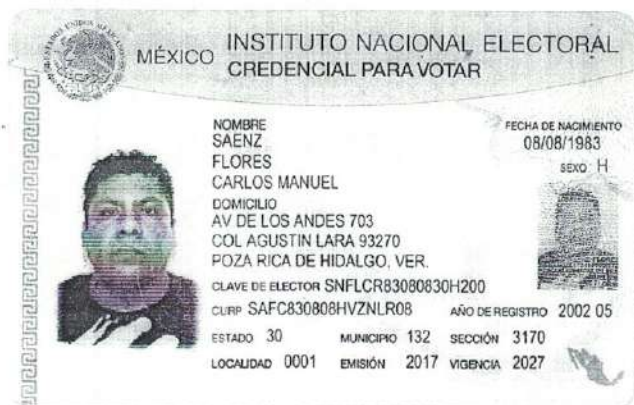 MÉXICO INSTITUTO NACIONAL ELECTORAL
CREDENCIAL PARA VOTAR
NOMBRE
SAENZ
FLORES
CARLOS MANUEL
FECHA DE NACIMIENTO
08/08/1983
SEXO H
DOMICILIO
AV DE LOS ANDES 703
COL AGUSTIN LARA 93270
POZA RICA DE HIDALGO, VER.
CLAVE DE ELECTOR SNFLCR83080830H200
CURP SAFC830808HVZNLR08 AÑO DE REGISTRO 2002 05
ESTADO 30 MUNICIPIO 132 SECCIÓN 3170
LOCALIDAD 0001 EMISIÓN 2017 VIGENCIA 2027